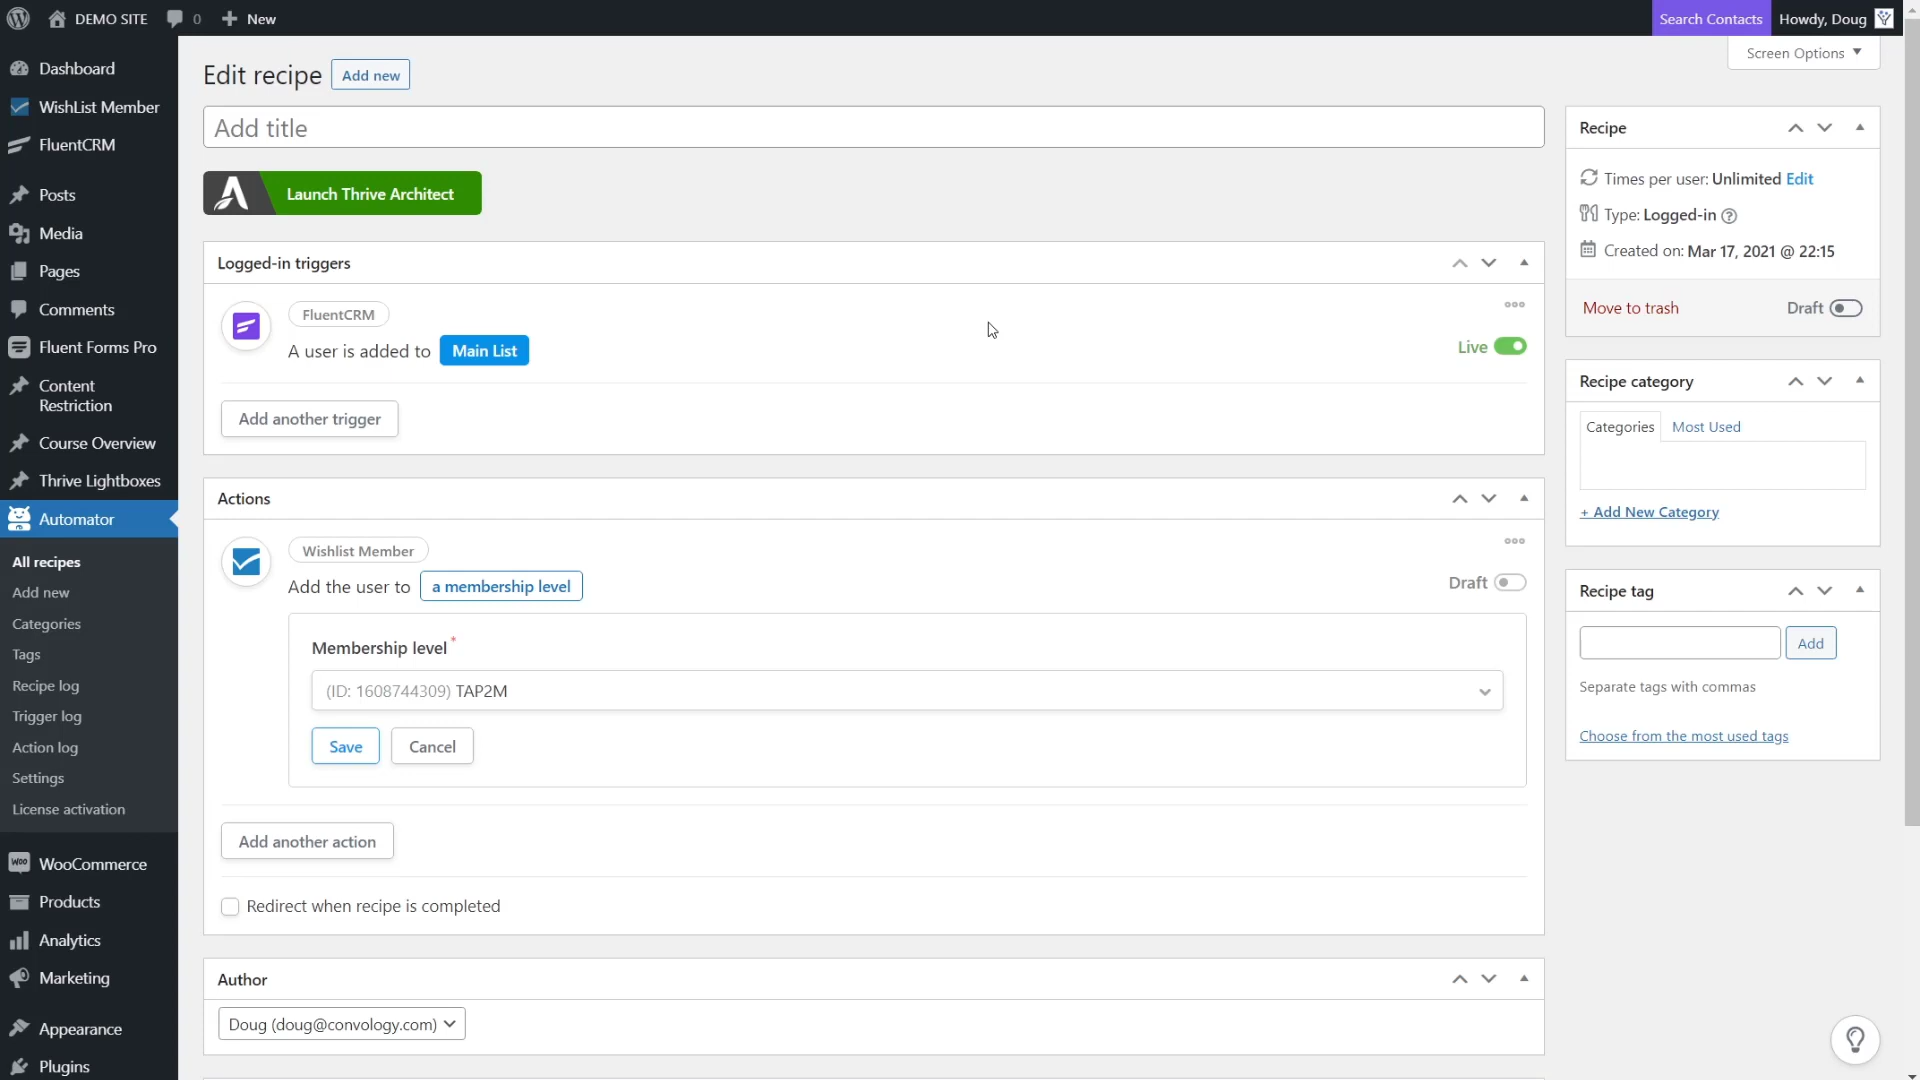 DEMO SITE
0
New
Search Contacts
Howdy, Doug
Screen Options
Dashboard
WishList Member
FluentCRM
Posts
Media
Pages
Comments
Fluent Forms Pro
Content
Restriction
Course Overview
Thrive Lightboxes
Automator
All recipes
Add new
Categories
Tags
Recipe log
Trigger log
Action log
Settings
License activation
WOO
WooCommerce
Products
Analytics
Marketing
Appearance
Plugins
Edit recipe
Add new
Add title
Launch Thrive Architect
Logged-in triggers
FluentCRM
A user is added to Main List
Live
Add another trigger
Actions
Wishlist Member
Add the user to a membership level
Draft
Membership level *
(ID: 1608744309) TAP2M
Save
Cancel
Add another action
Redirect when recipe is completed
Author
Doug (doug@convology.com)
Recipe
Times per user: Unlimited Edit
Type: Logged-in ?
Created on: Mar 17, 2021 @ 22:15
Move to trash
Draft
Recipe category
Categories
Most Used
+ Add New Category
Recipe tag
Add
Separate tags with commas
Choose from the most used tags